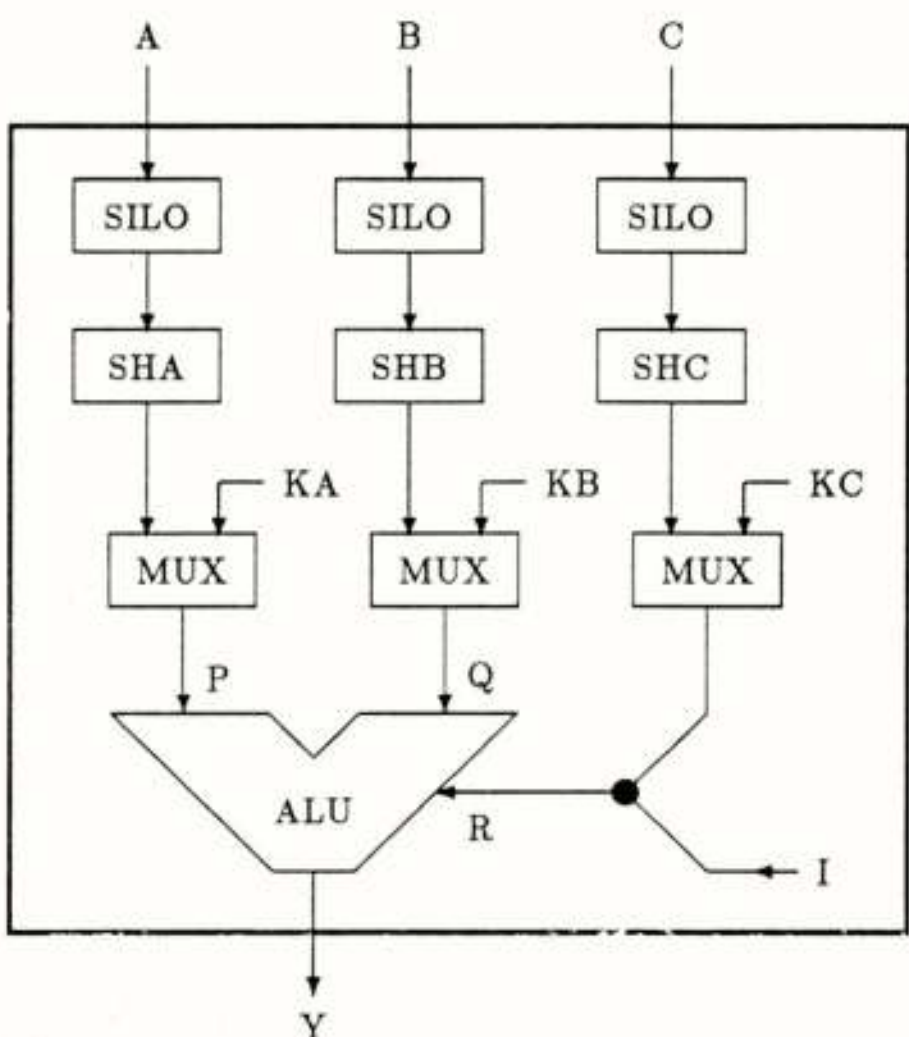 A B C
SILO SILO SILO
SHA SHB SHC
KA KB KC
MUX MUX MUX
P Q
ALU
R
I
Y